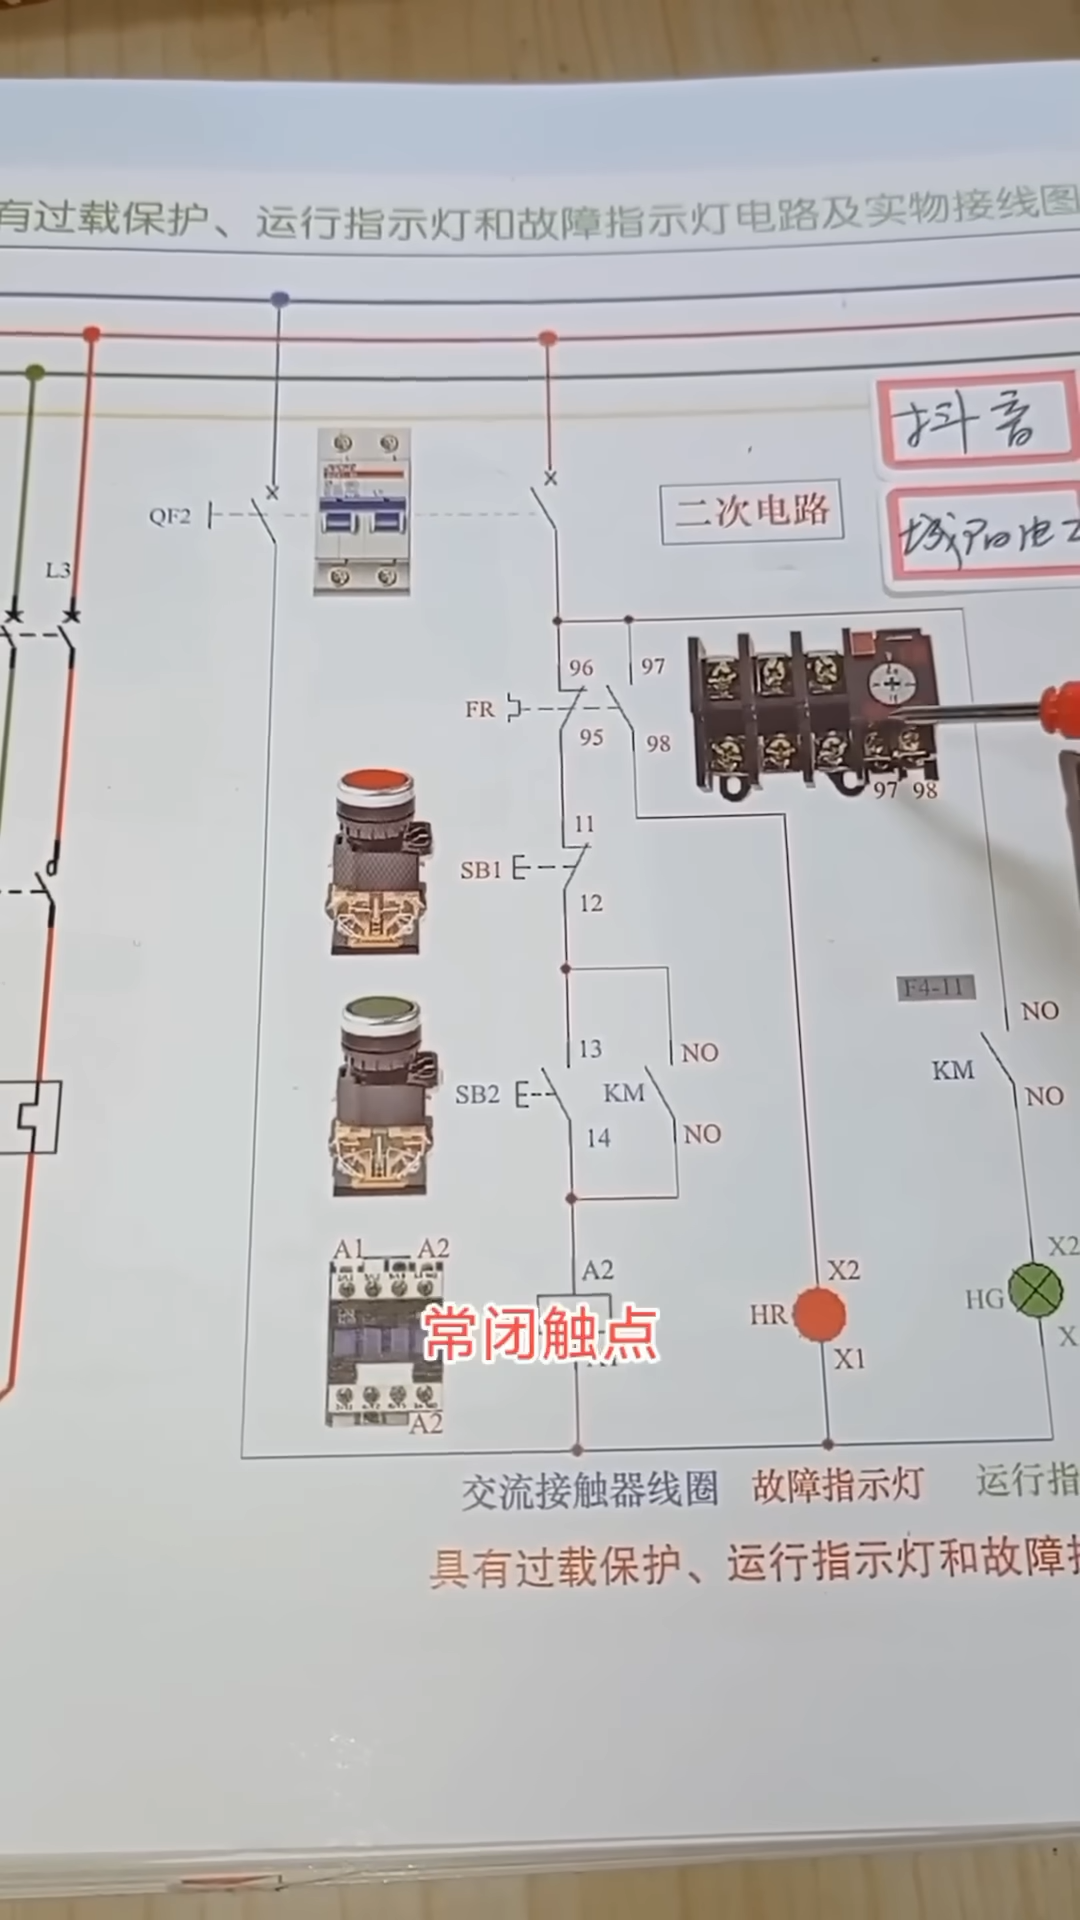 有过载保护、运行指示灯和故障指示灯电路及实物接线图
抖音
QF2
二次电路
L3
96
97
FR
95
98
97 98
11
SB1
12
F4-11
NO
13
NO
KM
SB2
KM
NO
14
NO
A1
A2
A2
X2
X2
HR
HG
常闭触点
X1
X
A2
交流接触器线圈
故障指示灯
运行指
具有过载保护、运行指示灯和故障指